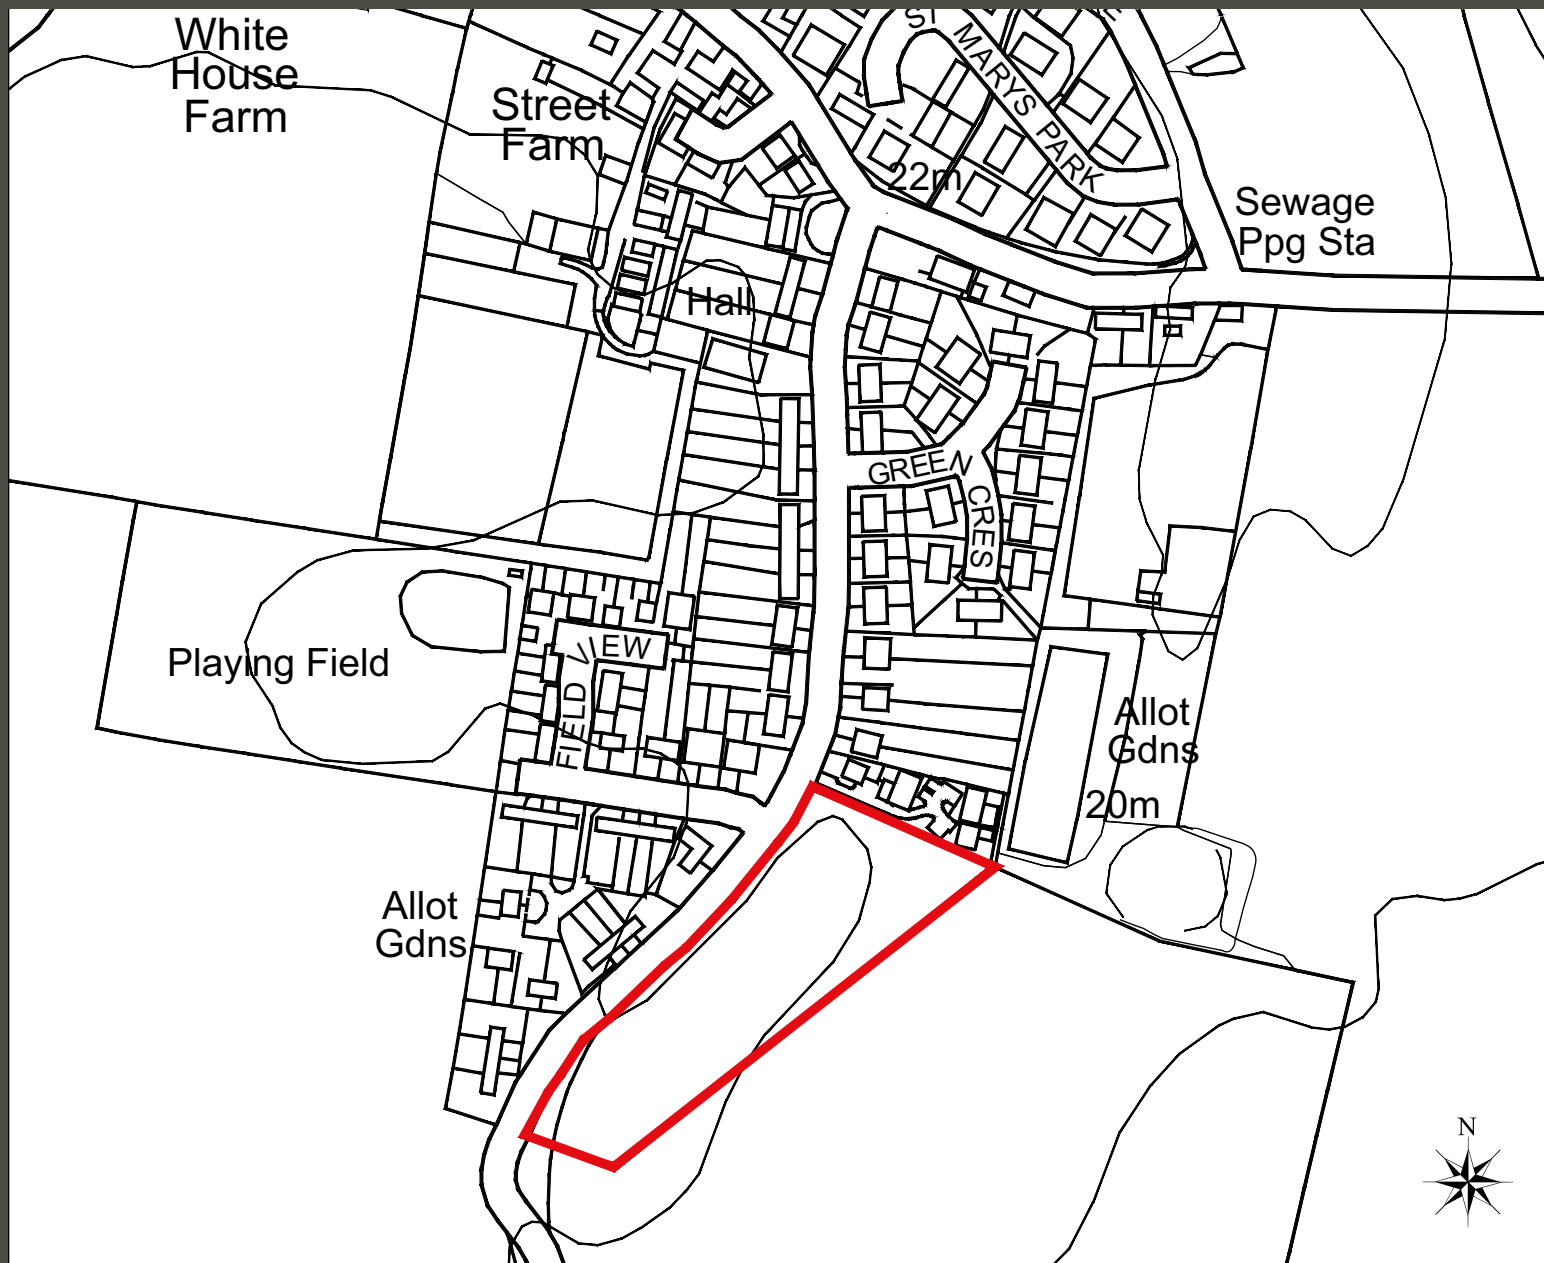 White
House
Farm
Street
Farm
ST MARYS PARK
22m
Sewage
Ppg Sta
Hall
GREEN CRES
Playing Field
FIELD VIEW
Allot
Gdns
20m
Allot
Gdns
N